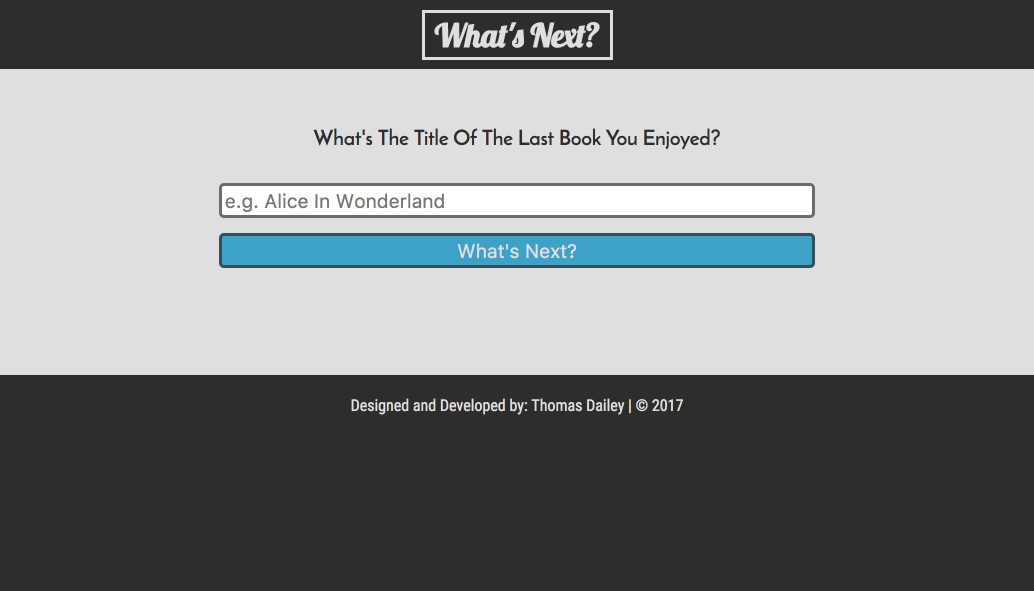 What's Next?
What's The Title Of The Last Book You Enjoyed?
e.g. Alice In Wonderland
What's Next?
Designed and Developed by: Thomas Dailey | © 2017